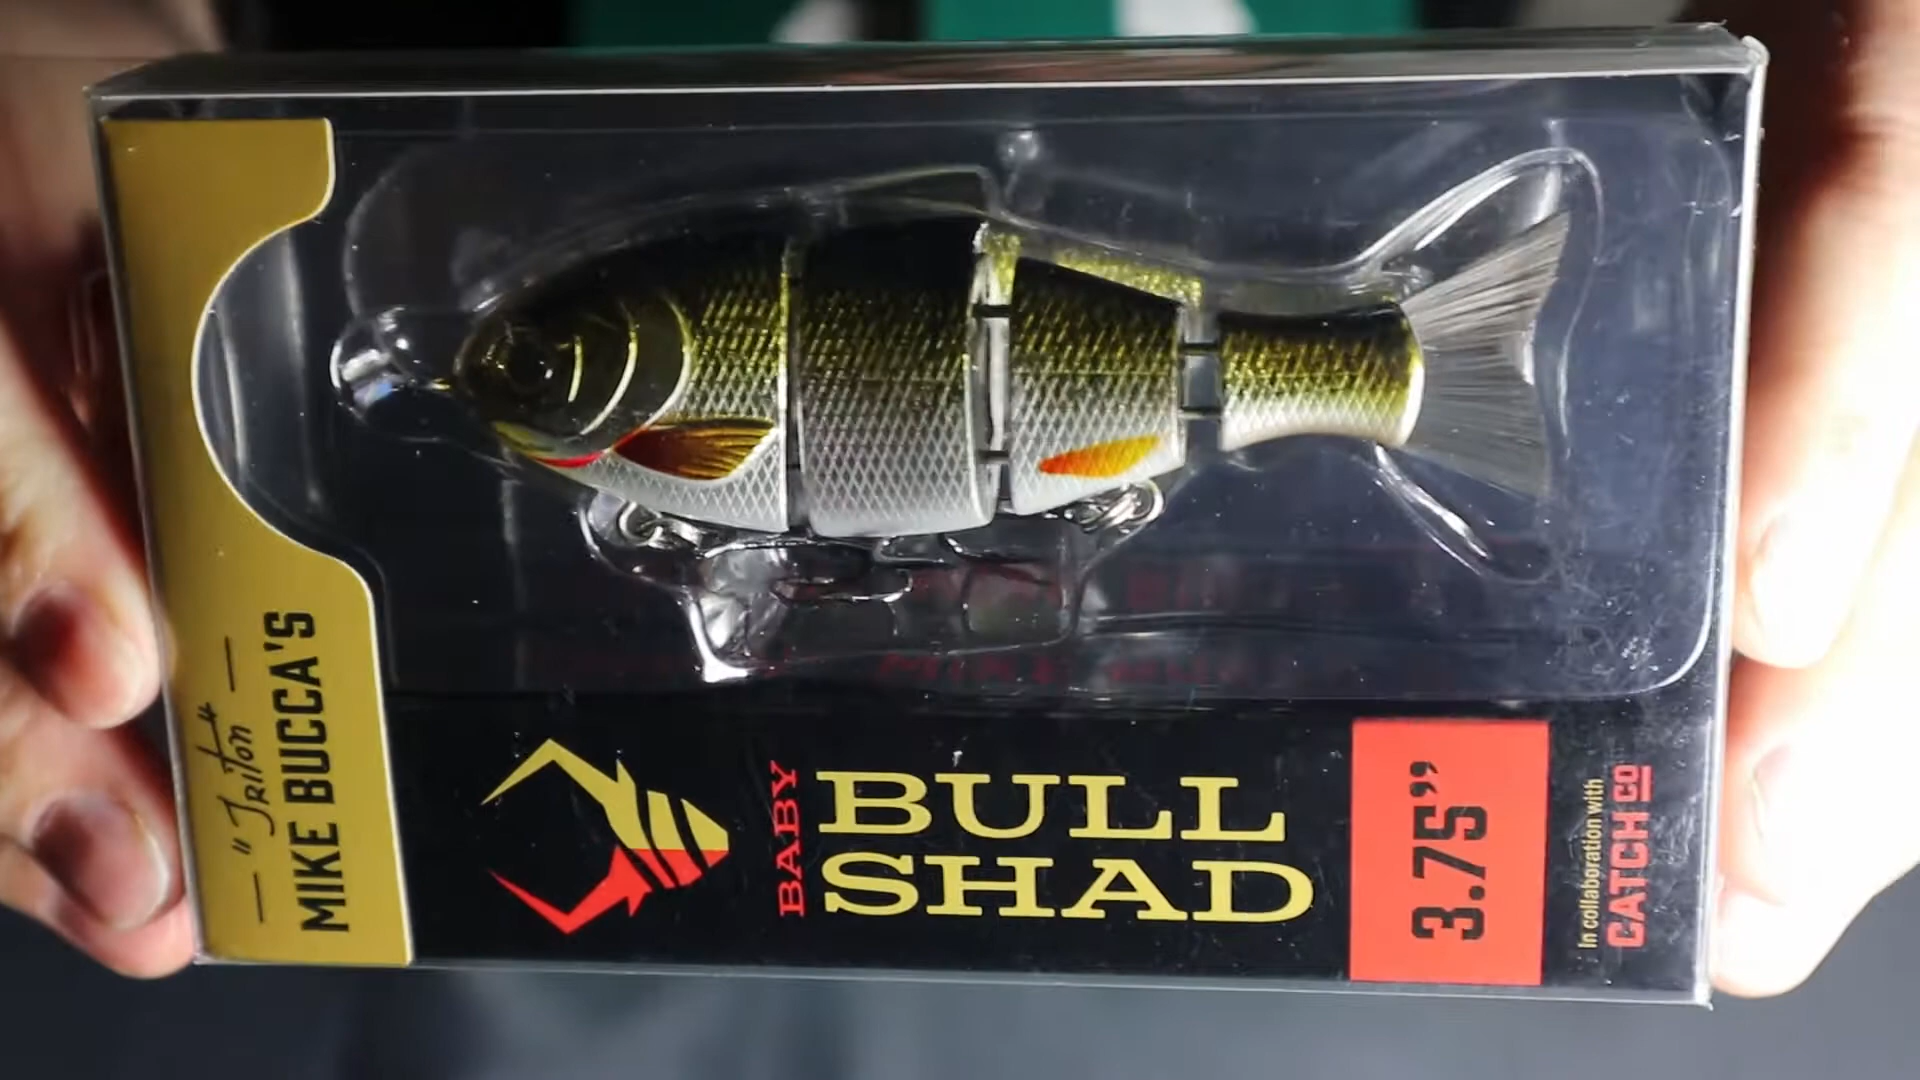 "Triton"
MIKE BUCCA'S
BABY
BULL
SHAD
3.75”
In collaboration with
CATCH CO